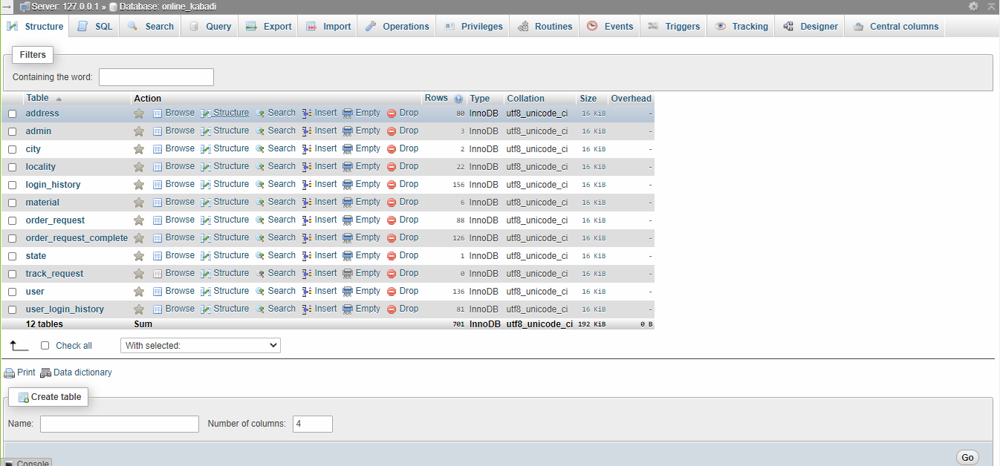 Server: 127.0.0.1 » Database: online_kabadi
Structure SQL Search Query Export Import Operations Privileges Routines Events Triggers Tracking Designer Central columns
Filters
Containing the word:
Table Action Rows Type Collation Size Overhead
address Browse Structure Search Insert Empty Drop 80 InnoDB utf8_unicode_ci 16 KiB -
admin Browse Structure Search Insert Empty Drop 3 InnoDB utf8_unicode_ci 16 KiB -
city Browse Structure Search Insert Empty Drop 2 InnoDB utf8_unicode_ci 16 KiB -
locality Browse Structure Search Insert Empty Drop 22 InnoDB utf8_unicode_ci 16 KiB -
login_history Browse Structure Search Insert Empty Drop 156 InnoDB utf8_unicode_ci 16 KiB -
material Browse Structure Search Insert Empty Drop 6 InnoDB utf8_unicode_ci 16 KiB -
order_request Browse Structure Search Insert Empty Drop 88 InnoDB utf8_unicode_ci 16 KiB -
order_request_complete Browse Structure Search Insert Empty Drop 126 InnoDB utf8_unicode_ci 16 KiB -
state Browse Structure Search Insert Empty Drop 1 InnoDB utf8_unicode_ci 16 KiB -
track_request Browse Structure Search Insert Empty Drop 0 InnoDB utf8_unicode_ci 16 KiB -
user Browse Structure Search Insert Empty Drop 136 InnoDB utf8_unicode_ci 16 KiB -
user_login_history Browse Structure Search Insert Empty Drop 81 InnoDB utf8_unicode_ci 16 KiB -
12 tables Sum 701 InnoDB utf8_unicode_ci 192 KiB 0 B
Check all With selected:
Print Data dictionary
Create table
Name: Number of columns: 4
Go
Console